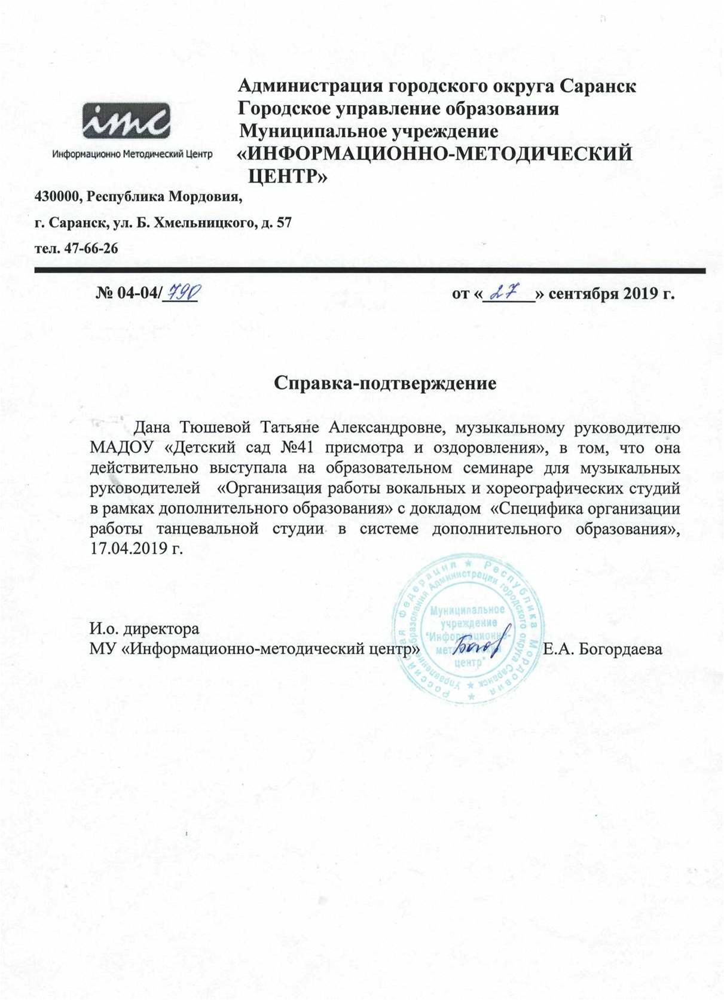 Администрация городского округа Саранск
Городское управление образования
Муниципальное учреждение
«ИНФОРМАЦИОННО-МЕТОДИЧЕСКИЙ
ЦЕНТР»
imc
Информационно Методический Центр
430000, Республика Мордовия,
г. Саранск, ул. Б. Хмельницкого, д. 57
тел. 47-66-26
№ 04-04/790 от «27» сентября 2019 г.
Справка-подтверждение
Дана Тюшевой Татьяне Александровне, музыкальному руководителю
МАДОУ «Детский сад №41 присмотра и оздоровления», в том, что она
действительно выступала на образовательном семинаре для музыкальных
руководителей «Организация работы вокальных и хореографических студий
в рамках дополнительного образования» с докладом «Специфика организации
работы танцевальной студии в системе дополнительного образования»,
17.04.2019 г.
И.о. директора
МУ «Информационно-методический центр» Е.А. Богордаева
Российская Федерация ★ Республика Мордовия ★
Управление образования Администрации городского округа Саранск ★
Муниципальное
учреждение
"Информационно-
методический
центр"